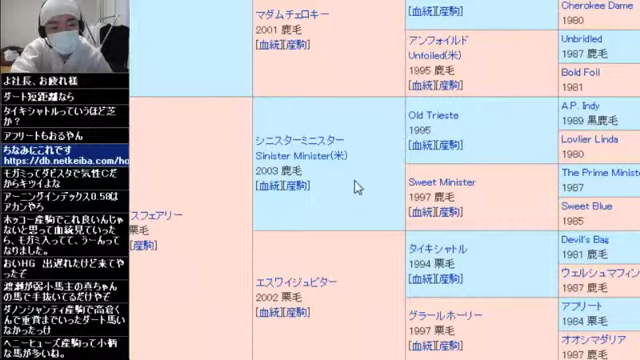 よ社長、お疲れ様
ダート短距離なら
タイキシャトルっていうほど芝
か?
アフリートもおるやん
ちなみにこれです
https://db.netkeiba.com/ho
モガミってダビスタで気性Cだ
からキツイよな
アーニングインデックス0.58は
アカンやろ
ホッコー産駒でこれ良いんじゃ
ないと思って血統見ていった
ら、モガミ入ってて、うーんって
なりました。
おいHG 出遅れたけど来てや
ったぞ
渡瀬が弱小馬主の真ちゃん
の馬で手抜いてるだけやぞ
ダノンシャンティ産駒で高倉く
んで重賞までいったダート馬い
なかったっけ
ヘニーヒューズ産駒って小柄
な馬が多いね。
スフェアリー
栗毛
[産駒]
マダムチェロキー
2001 鹿毛
[血統][産駒]
シニスターミニスター
Sinister Minister(米)
2003 鹿毛
[血統][産駒]
エスワイジュピター
2002 栗毛
[血統][産駒]
[血統][産駒]
アンフォイルド
Unfoiled(米)
1995 鹿毛
[血統][産駒]
Old Trieste
1995
[血統][産駒]
Sweet Minister
1997 鹿毛
[血統][産駒]
タイキシャトル
1994 栗毛
[血統][産駒]
グラールホーリー
1997 栗毛
[血統][産駒]
Cherokee Dame
1980
Unbridled
1987 鹿毛
Bold Foil
1981
A.P. Indy
1989 黒鹿毛
Lovlier Linda
1980
The Prime Ministe
1987
Sweet Blue
1985
Devil's Bag
1981 鹿毛
ウェルシュマフィン
1987 鹿毛
アフリート
1984 栗毛
オオシマダリア
1987 鹿毛